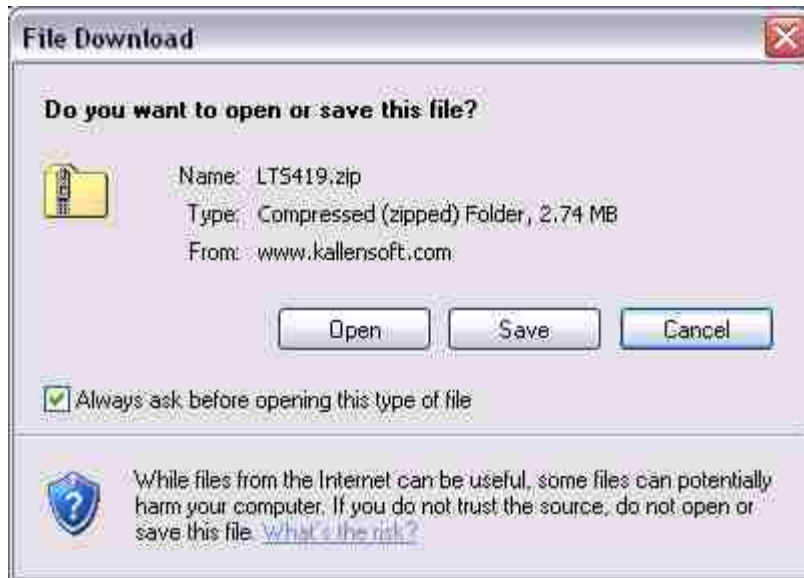 File Download
Do you want to open or save this file?
Name: LTS419.zip
Type: Compressed (zipped) Folder, 2.74 MB
From: www.kallensoft.com
Open Save Cancel
Always ask before opening this type of file
While files from the Internet can be useful, some files can potentially
harm your computer. If you do not trust the source, do not open or
save this file. What's the risk?